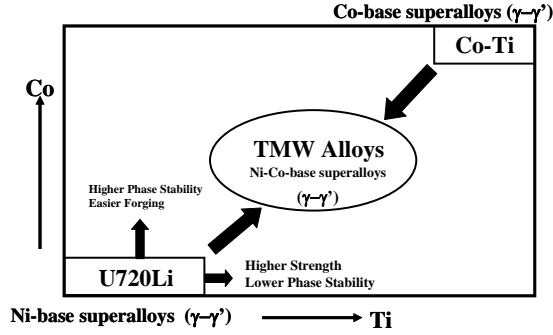 Co-base superalloys (γ–γ’)
Co-Ti
Co
TMW Alloys
Ni-Co-base superalloys
(γ–γ’)
Higher Phase Stability
Easier Forging
U720Li
Higher Strength
Lower Phase Stability
Ni-base superalloys (γ–γ’)
Ti